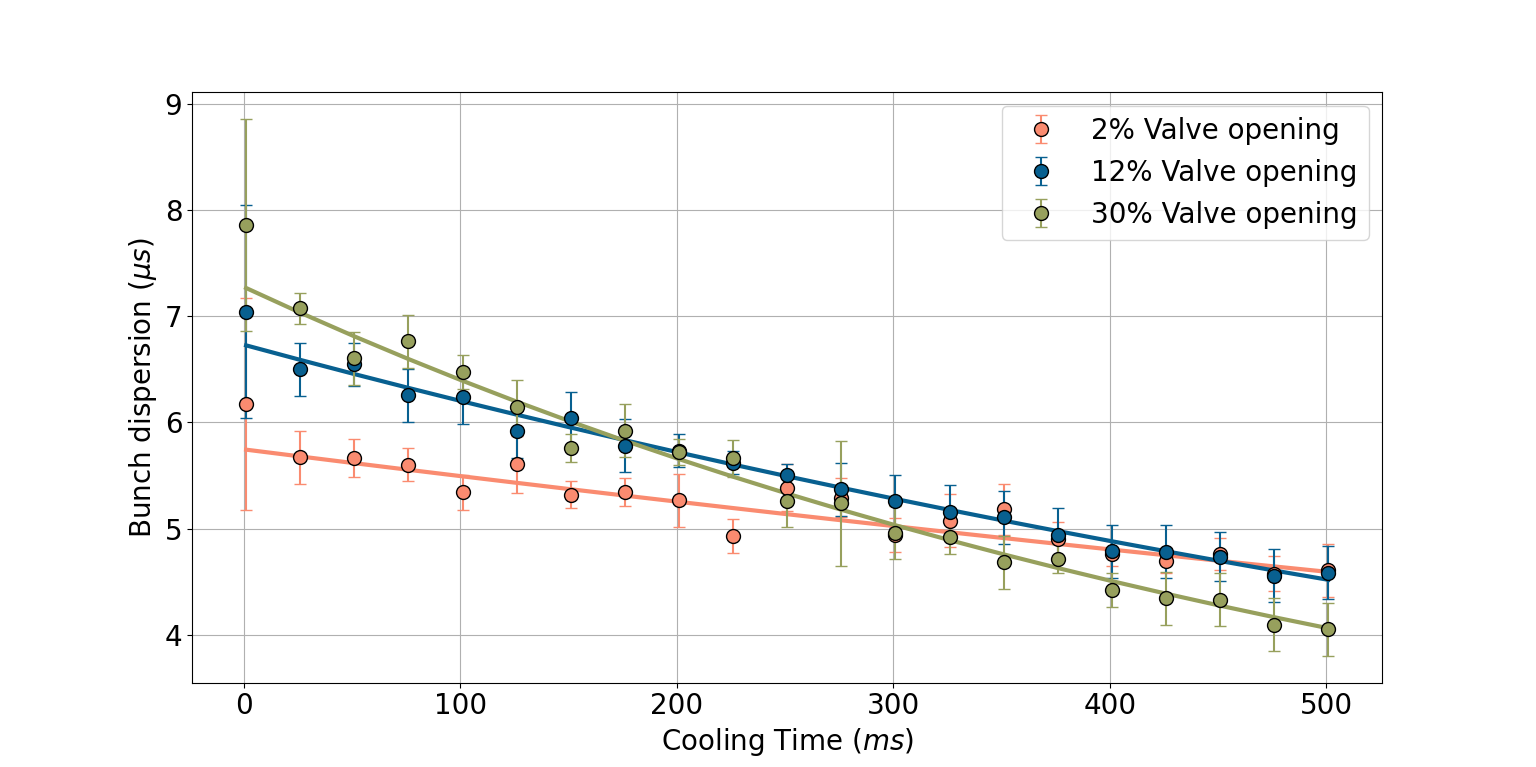 2% Valve opening
12% Valve opening
30% Valve opening
Bunch dispersion (μs)
9
8
7
6
5
4
0 100 200 300 400 500
Cooling Time (ms)